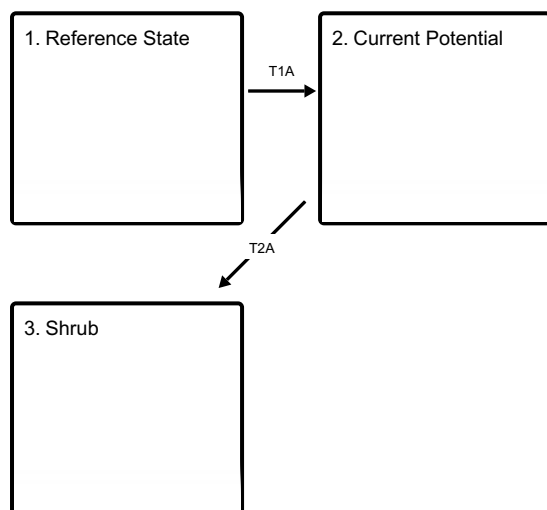 1. Reference State
T1A
2. Current Potential
T2A
3. Shrub